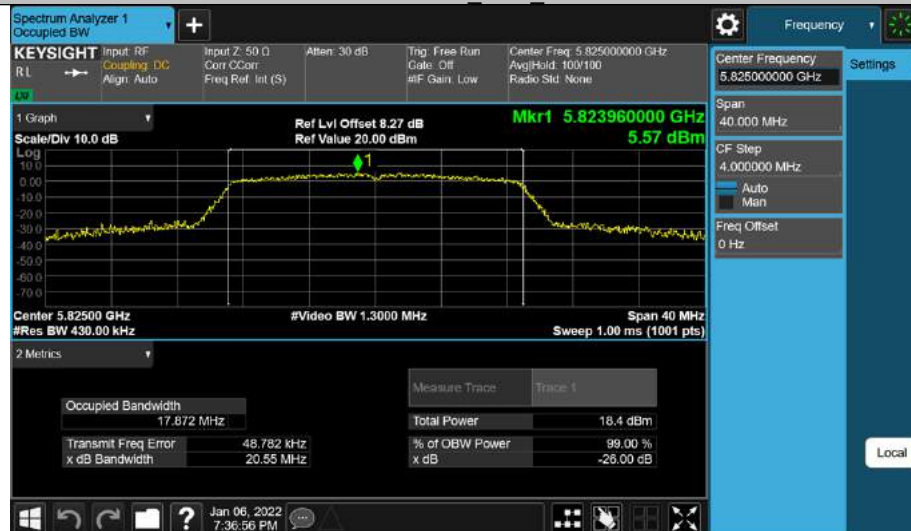 Spectrum Analyzer 1
Occupied BW
+
Frequency
KEYSIGHT
RL
Input: RF
Coupling: DC
Align: Auto
Input Z: 50 Ω
Corr CCorr
Freq Ref: Int (S)
Atten: 30 dB
Trig: Free Run
Gate: Off
#IF Gain: Low
Center Freq: 5.825000000 GHz
Avg|Hold: 100/100
Radio Std: None
Center Frequency
5.825000000 GHz
Settings
Span
40.000 MHz
CF Step
4.000000 MHz
Auto
Man
Freq Offset
0 Hz
Local
1 Graph
Scale/Div 10.0 dB
Ref Lvl Offset 8.27 dB
Ref Value 20.00 dBm
Mkr1 5.823960000 GHz
5.57 dBm
Log
10.0
0.00
-10.0
-20.0
-30.0
-40.0
-50.0
-60.0
-70.0
1
Center 5.82500 GHz
#Res BW 430.00 kHz
#Video BW 1.3000 MHz
Span 40 MHz
Sweep 1.00 ms (1001 pts)
2 Metrics
Measure Trace
Trace 1
Occupied Bandwidth
17.872 MHz
Total Power
18.4 dBm
Transmit Freq Error
48.782 kHz
% of OBW Power
99.00 %
x dB Bandwidth
20.55 MHz
x dB
-26.00 dB
?
Jan 06, 2022
7:36:56 PM